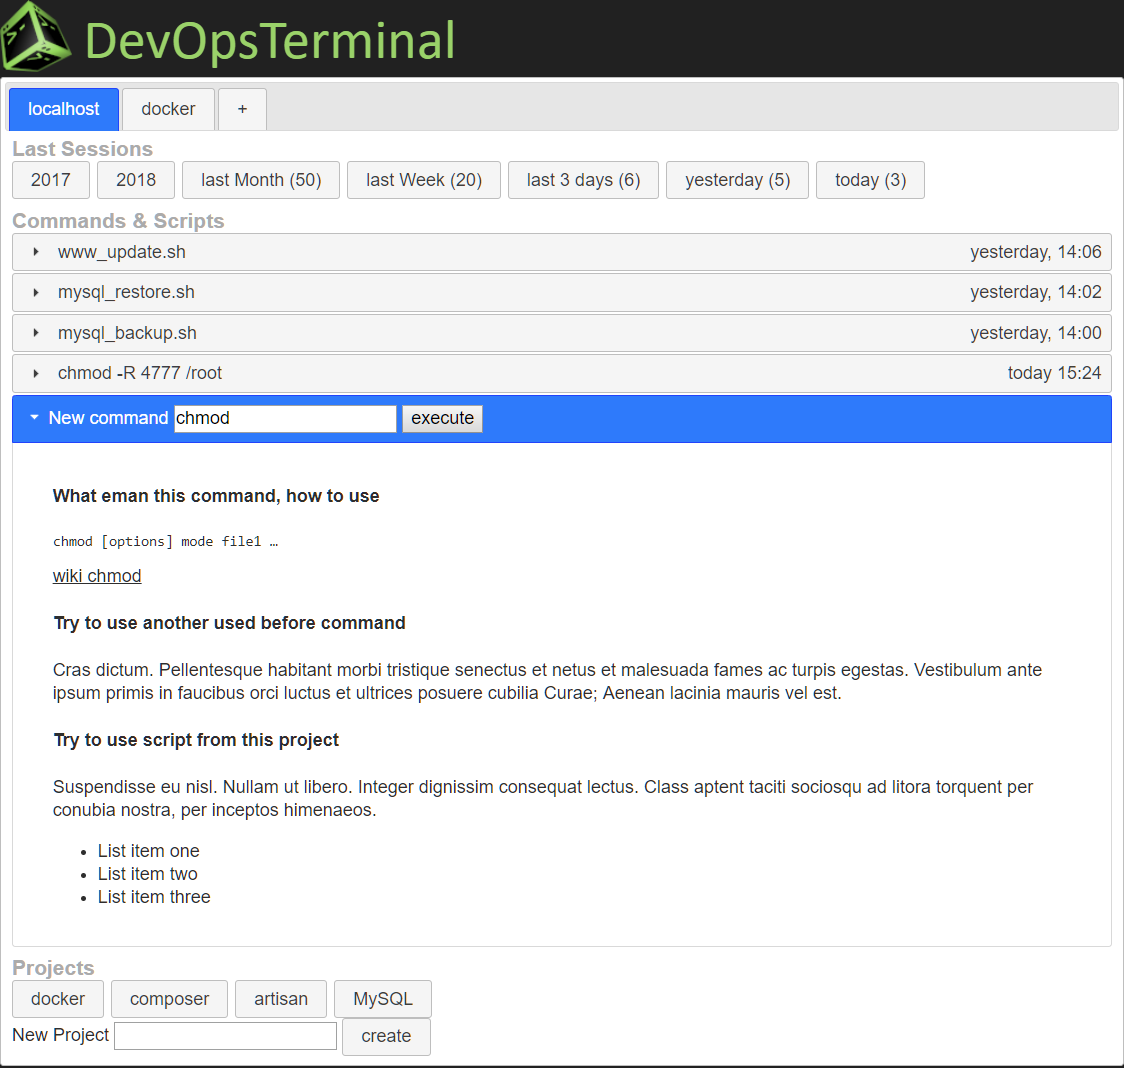 DevOpsTerminal
localhost docker +
Last Sessions
2017 2018 last Month (50) last Week (20) last 3 days (6) yesterday (5) today (3)
Commands & Scripts
www_update.sh yesterday, 14:06
mysql_restore.sh yesterday, 14:02
mysql_backup.sh yesterday, 14:00
chmod -R 4777 /root today 15:24
New command chmod execute
What eman this command, how to use
chmod [options] mode file1 …
wiki chmod
Try to use another used before command
Cras dictum. Pellentesque habitant morbi tristique senectus et netus et malesuada fames ac turpis egestas. Vestibulum ante
ipsum primis in faucibus orci luctus et ultrices posuere cubilia Curae; Aenean lacinia mauris vel est.
Try to use script from this project
Suspendisse eu nisl. Nullam ut libero. Integer dignissim consequat lectus. Class aptent taciti sociosqu ad litora torquent per
conubia nostra, per inceptos himenaeos.
• List item one
• List item two
• List item three
Projects
docker composer artisan MySQL
New Project create